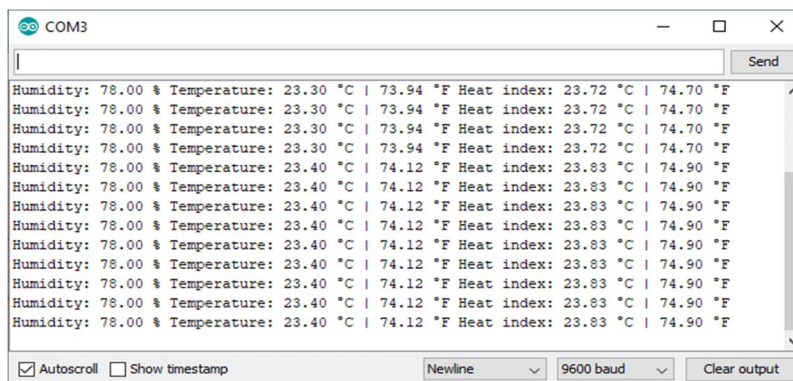 COM3
Send
Humidity: 78.00 % Temperature: 23.30 °C | 73.94 °F Heat index: 23.72 °C | 74.70 °F
Humidity: 78.00 % Temperature: 23.30 °C | 73.94 °F Heat index: 23.72 °C | 74.70 °F
Humidity: 78.00 % Temperature: 23.30 °C | 73.94 °F Heat index: 23.72 °C | 74.70 °F
Humidity: 78.00 % Temperature: 23.30 °C | 73.94 °F Heat index: 23.72 °C | 74.70 °F
Humidity: 78.00 % Temperature: 23.40 °C | 74.12 °F Heat index: 23.83 °C | 74.90 °F
Humidity: 78.00 % Temperature: 23.40 °C | 74.12 °F Heat index: 23.83 °C | 74.90 °F
Humidity: 78.00 % Temperature: 23.40 °C | 74.12 °F Heat index: 23.83 °C | 74.90 °F
Humidity: 78.00 % Temperature: 23.40 °C | 74.12 °F Heat index: 23.83 °C | 74.90 °F
Humidity: 78.00 % Temperature: 23.40 °C | 74.12 °F Heat index: 23.83 °C | 74.90 °F
Humidity: 78.00 % Temperature: 23.40 °C | 74.12 °F Heat index: 23.83 °C | 74.90 °F
Humidity: 78.00 % Temperature: 23.40 °C | 74.12 °F Heat index: 23.83 °C | 74.90 °F
Humidity: 78.00 % Temperature: 23.40 °C | 74.12 °F Heat index: 23.83 °C | 74.90 °F
Humidity: 78.00 % Temperature: 23.40 °C | 74.12 °F Heat index: 23.83 °C | 74.90 °F
Autoscroll Show timestamp Newline 9600 baud Clear output